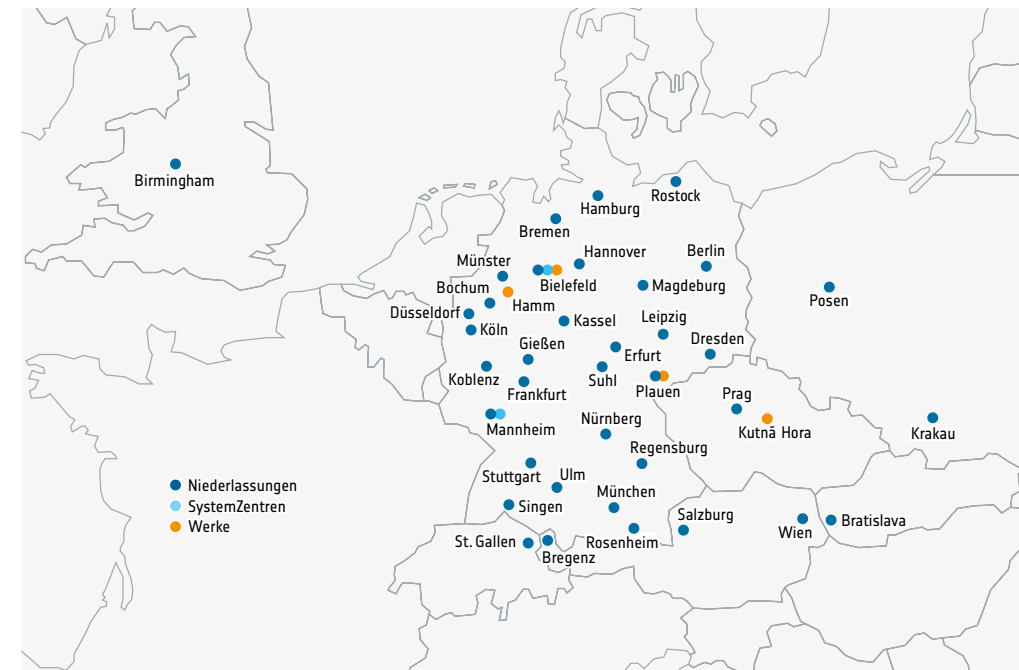 Birmingham
Rostock
Hamburg
Bremen
Hannover
Berlin
Münster
Bielefeld
Magdeburg
Bochum
Hamm
Posen
Düsseldorf
Köln
Kassel
Leipzig
Gießen
Erfurt
Dresden
Koblenz
Frankfurt
Suhl
Plauen
Prag
Mannheim
Nürnberg
Kutná Hora
Krakau
Regensburg
Stuttgart
Ulm
Niederlassungen
München
SystemZentren
Singen
Salzburg
Bratislava
Werke
Wien
St. Gallen
Rosenheim
Bregenz